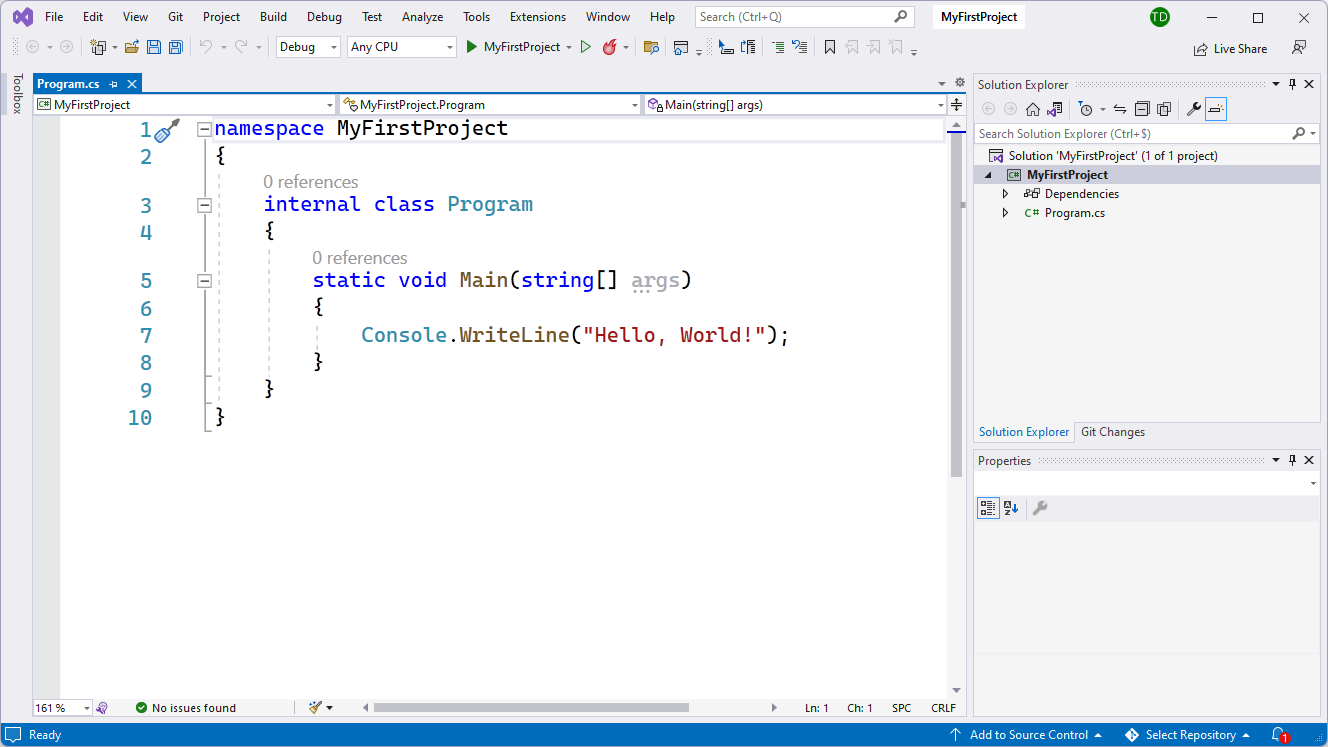 File Edit View Git Project Build Debug Test Analyze Tools Extensions Window Help Search (Ctrl+Q) MyFirstProject TD
Debug Any CPU MyFirstProject Live Share
Toolbox
Program.cs
MyFirstProject MyFirstProject.Program Main(string[] args)
1 namespace MyFirstProject
2 {
0 references
3 internal class Program
4 {
0 references
5 static void Main(string[] args)
6 {
7 Console.WriteLine("Hello, World!");
8 }
9 }
10 }
161 % No issues found Ln: 1 Ch: 1 SPC CRLF
Solution Explorer
Search Solution Explorer (Ctrl+$)
Solution 'MyFirstProject' (1 of 1 project)
C# MyFirstProject
Dependencies
C# Program.cs
Solution Explorer Git Changes
Properties
Ready Add to Source Control Select Repository 1